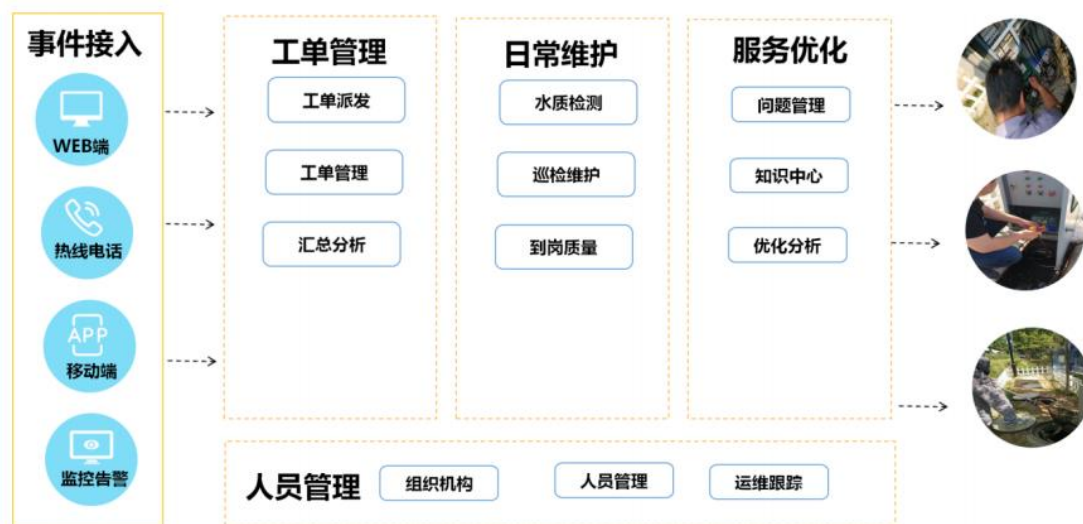 事件接入
WEB端
热线电话
APP
移动端
监控告警
工单管理
工单派发
工单管理
汇总分析
日常维护
水质检测
巡检维护
到岗质量
服务优化
问题管理
知识中心
优化分析
人员管理
组织机构
人员管理
运维跟踪